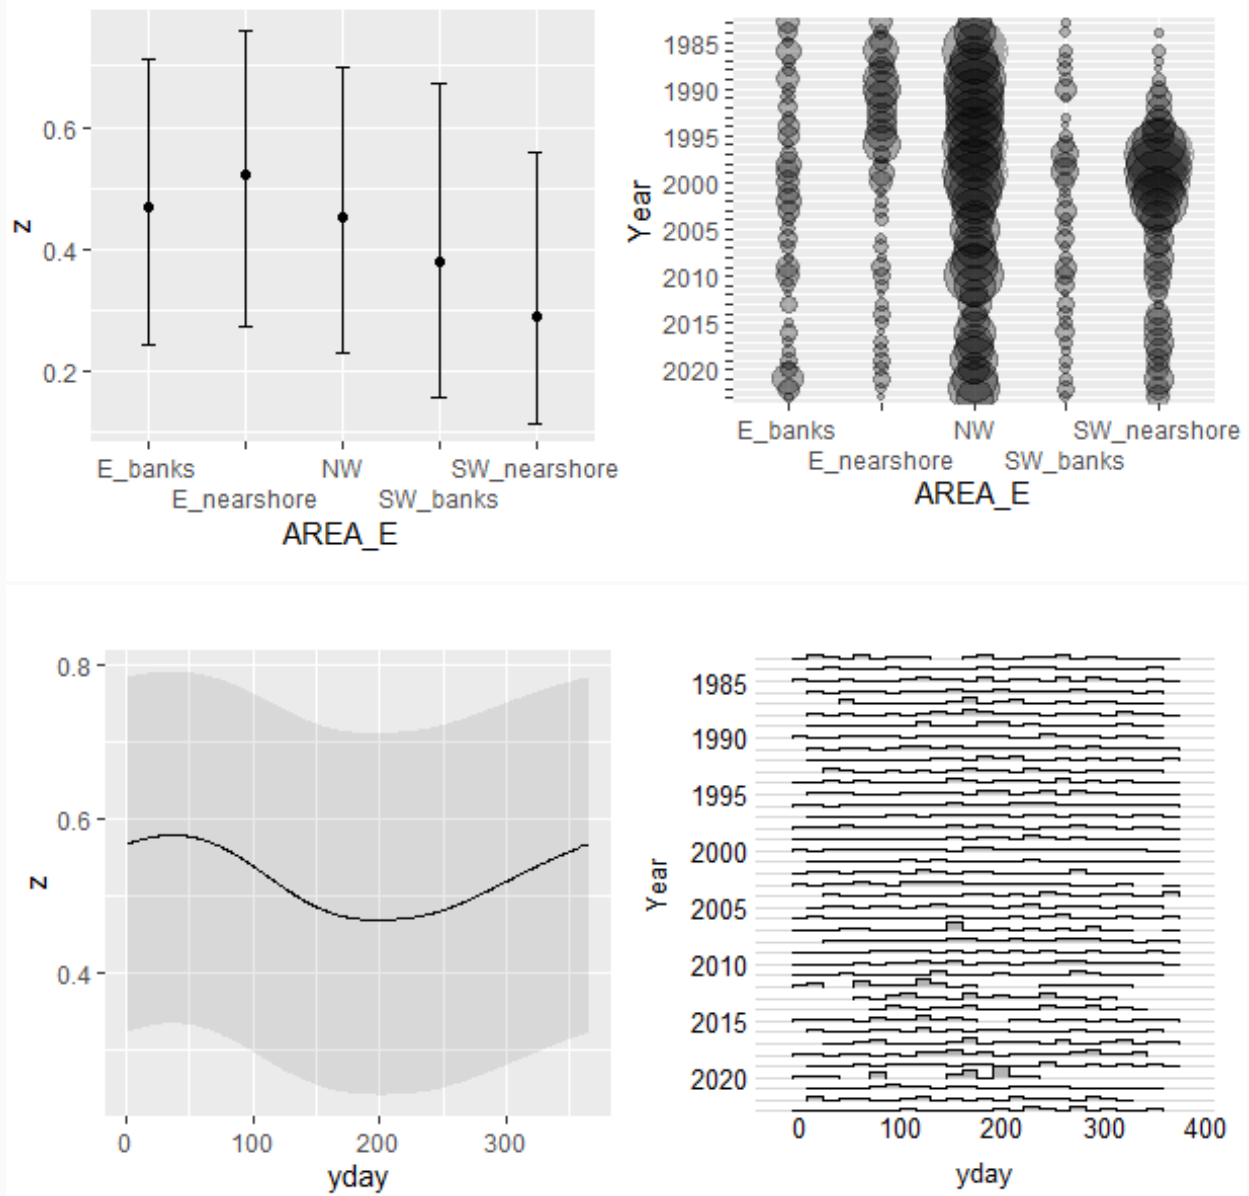 z
0.6
0.4
0.2
E_banks NW SW_nearshore
E_nearshore SW_banks
AREA_E
Year
1985
1990
1995
2000
2005
2010
2015
2020
E_banks NW SW_nearshore
E_nearshore SW_banks
AREA_E
z
0.8
0.6
0.4
0 100 200 300
yday
Year
1985
1990
1995
2000
2005
2010
2015
2020
0 100 200 300 400
yday